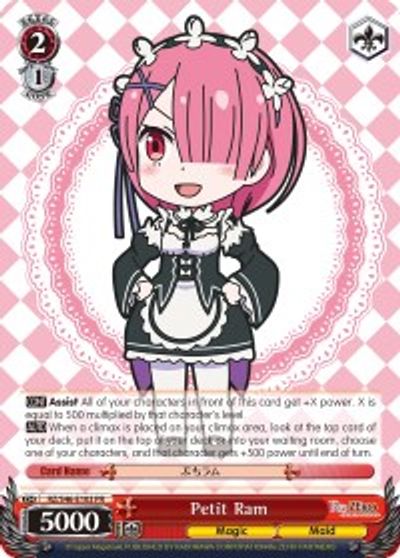 2
1
CONT Assist All of your characters in front of this card get +X power. X is
equal to 500 multiplied by that character's level
AUTO When a climax is placed on your climax area, look at the top card of
your deck, put it on the top of your deck or into your waiting room, choose
one of your characters, and that character gets +500 power until end of turn.
Card Name ぷちラム
5000
Petit Ram
Magic
Maid